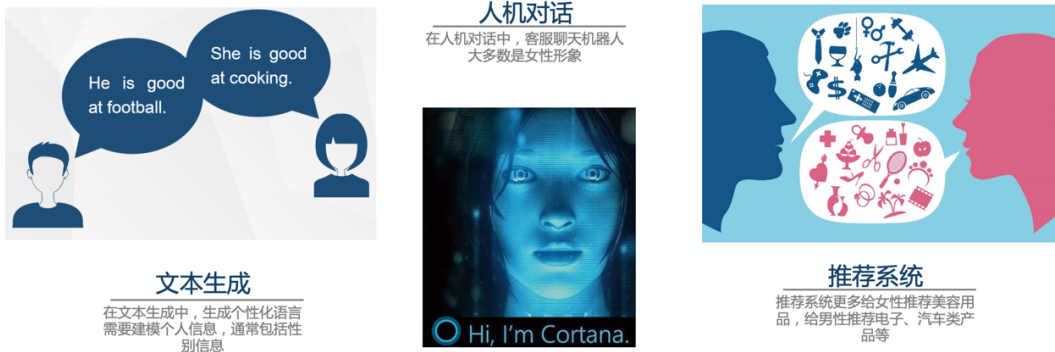 He is good
at football.
She is good
at cooking.
文本生成
在文本生成中，生成个性化语言
需要建模个人信息，通常包括性
别信息
人机对话
在人机对话中，客服聊天机器人
大多数是女性形象
Hi, I'm Cortana.
$
推荐系统
推荐系统更多给女性推荐美容用
品，给男性推荐电子、汽车类产
品等